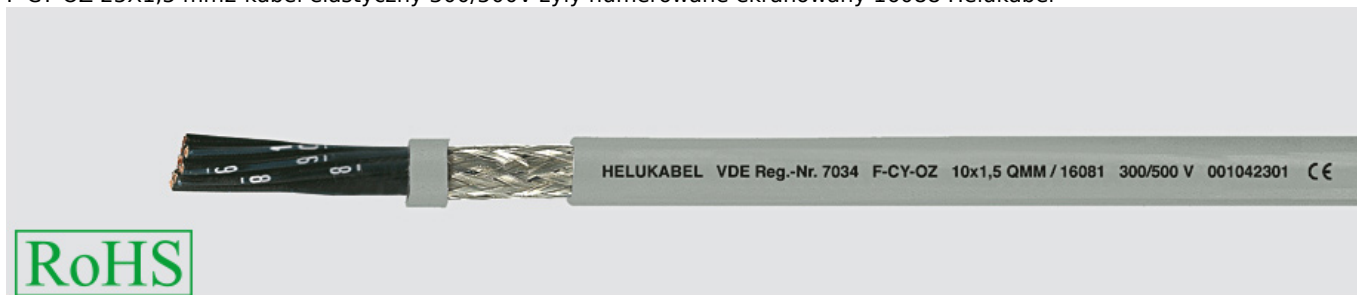 F-CY-OZ 25X1,5 mm2 kabel elastyczny 300/500V żyły numerowane ekranowany 16088 Helukabel
HELUKABEL VDE Reg.-Nr. 7034 F-CY-OZ 10x1,5 QMM / 16081 300/500 V 001042301 CE
RoHS